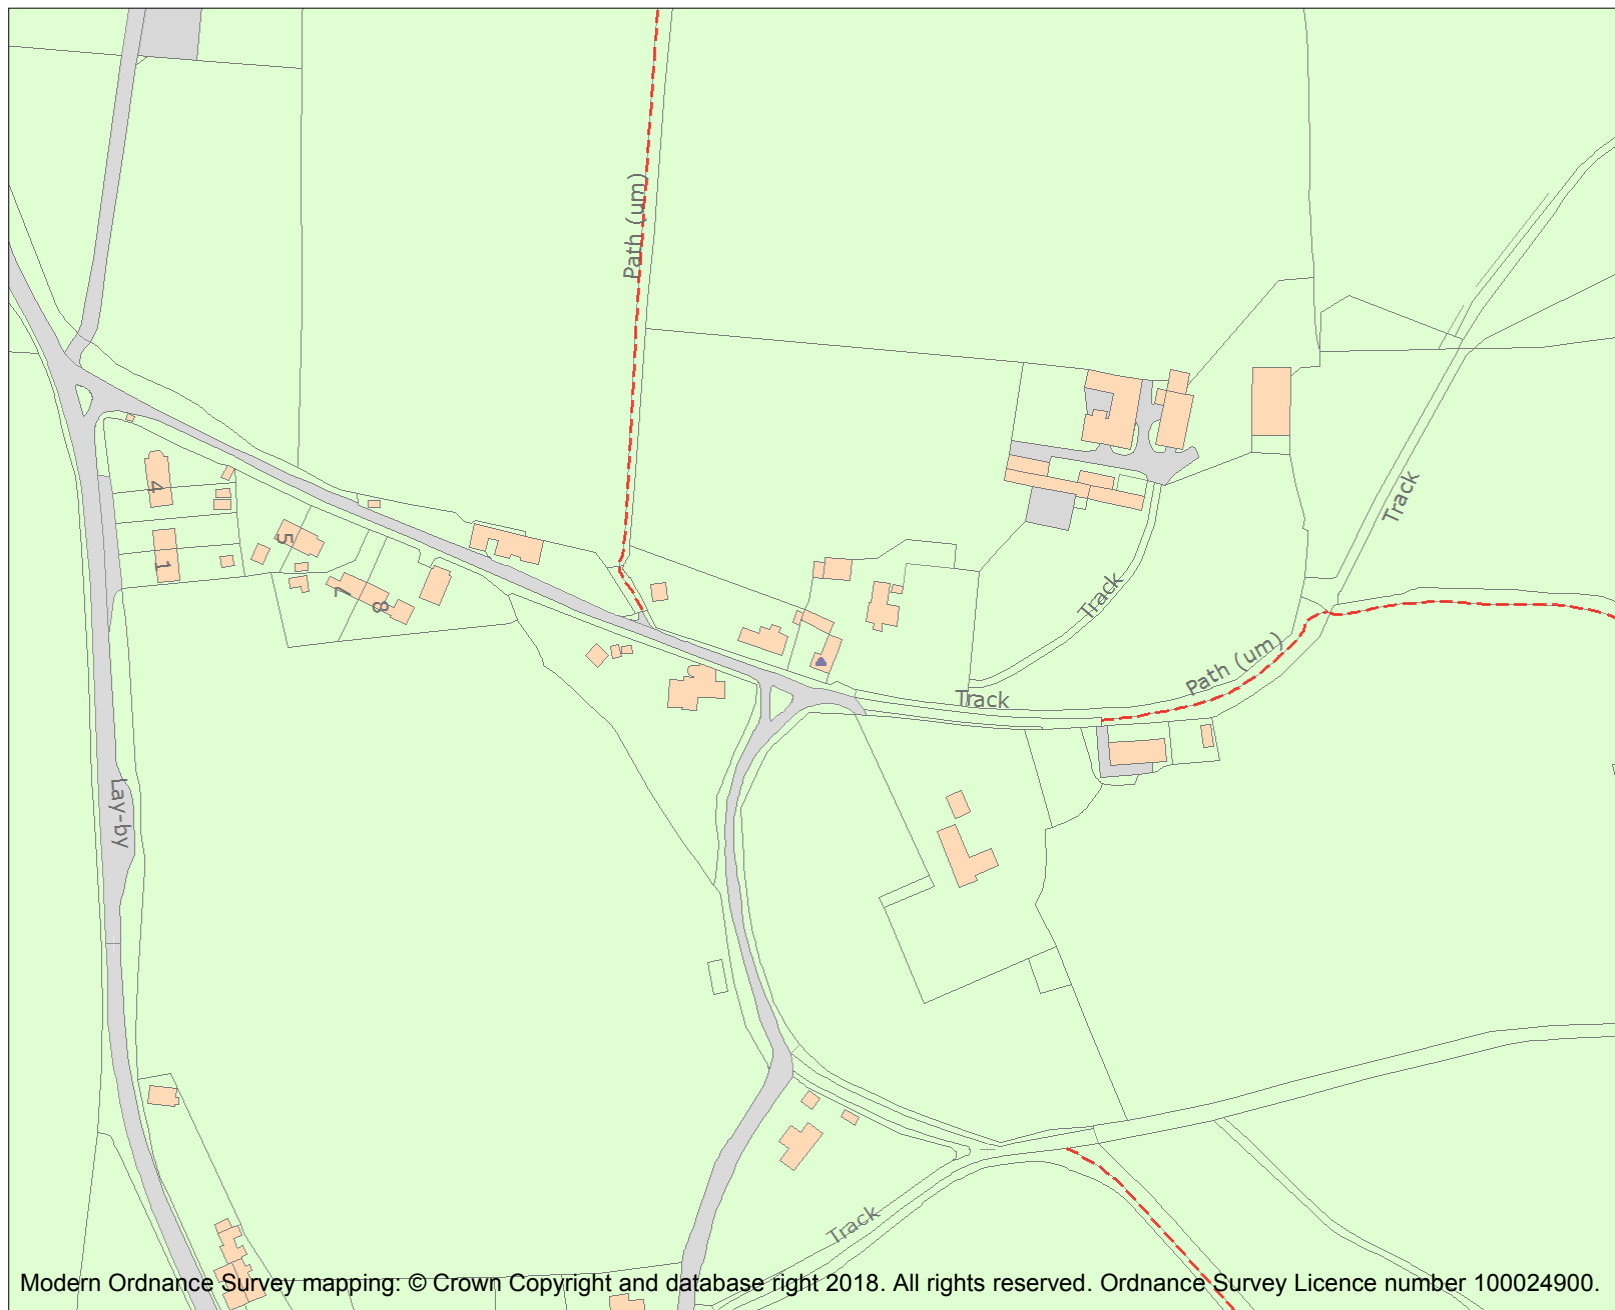 Path (um)
Track
4
5
1
7
8
Track
Path (um)
Track
Lay-by
Track
Modern Ordnance Survey mapping: © Crown Copyright and database right 2018. All rights reserved. Ordnance Survey Licence number 100024900.